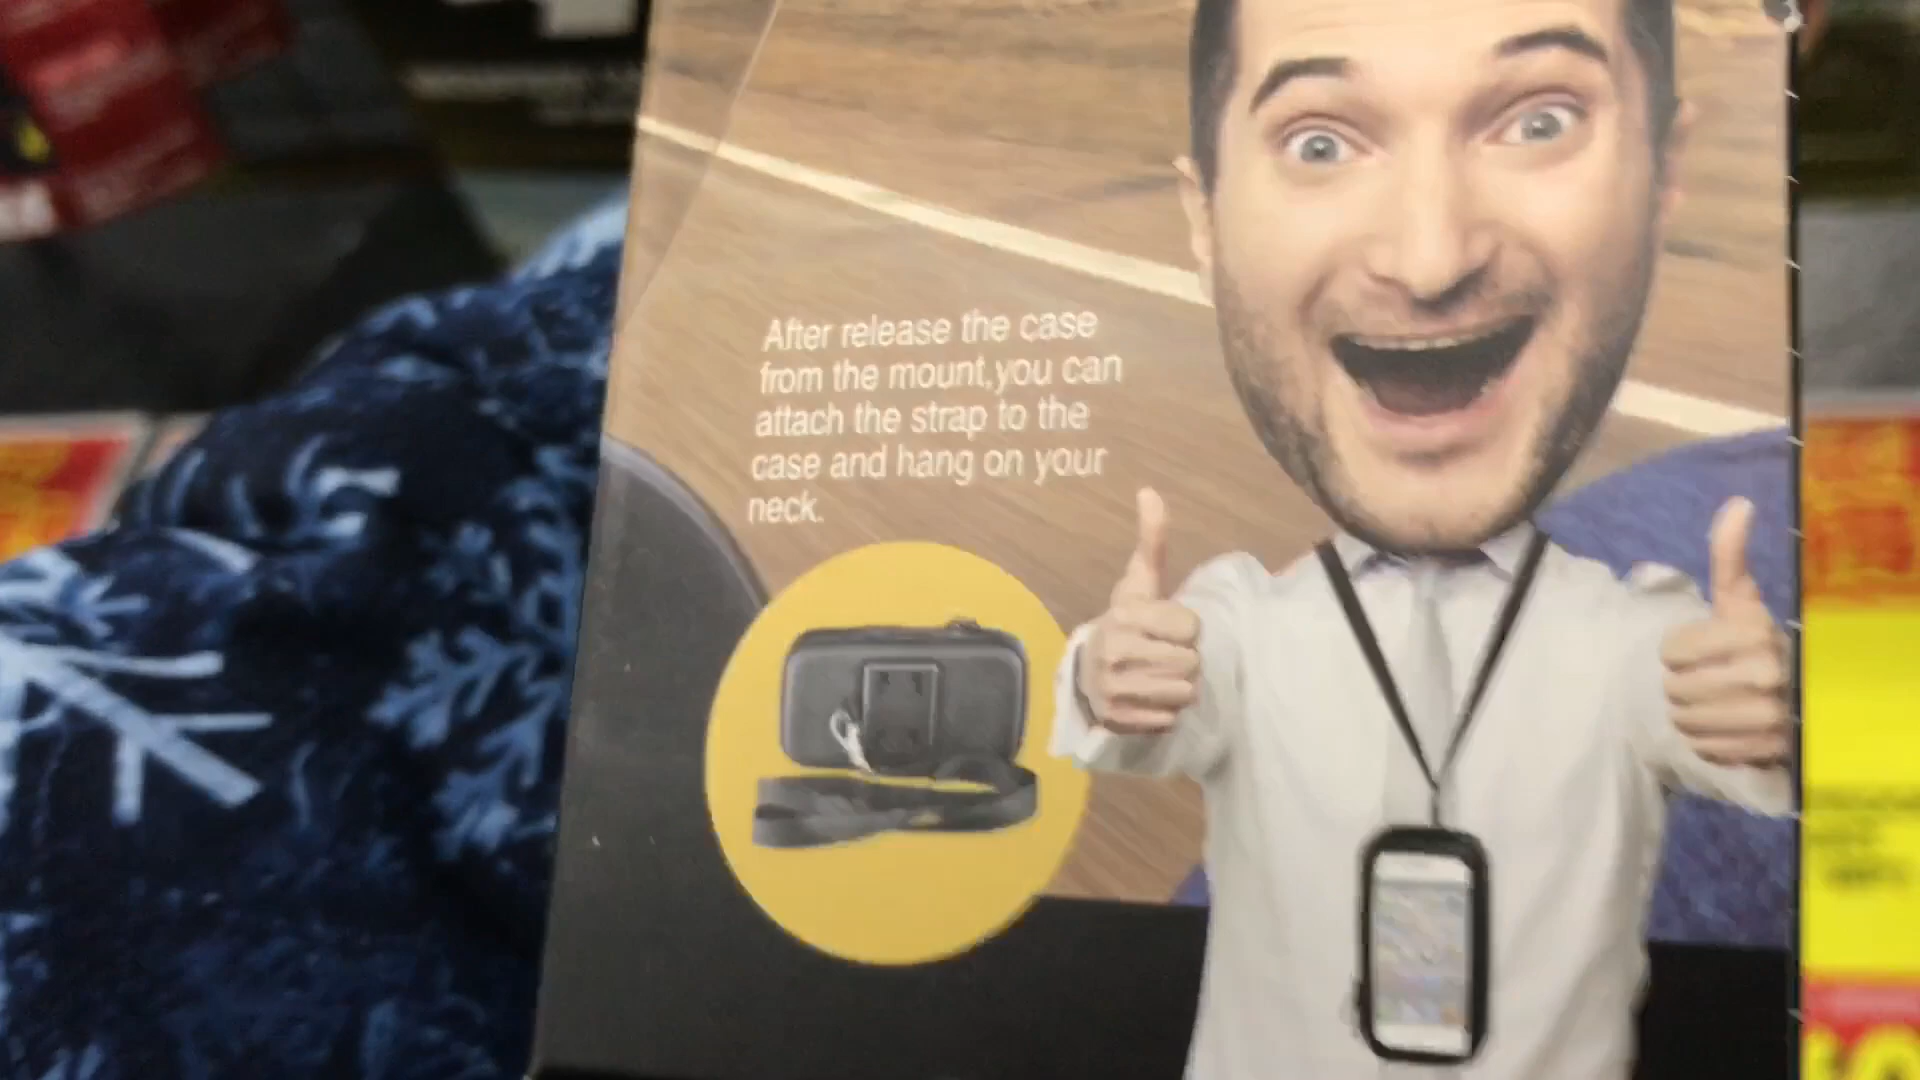 After release the case
from the mount,you can
attach the strap to the
case and hang on your
neck.